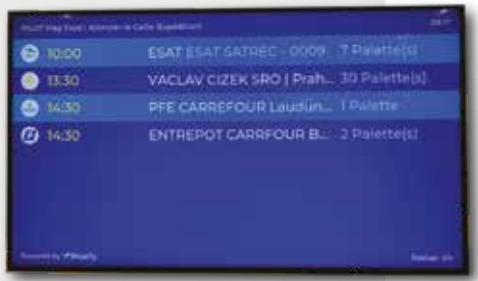 10:00 ESAT ESAT SATREC - 0009 7 Palette(s)
13:30 VACLAV CIZEK SRO | Prah... 30 Palette(s)
14:30 PFE CARREFOUR Laudun... 1 Palette
14:30 ENTREPOT CARRFOUR B... 2 Palette(s)